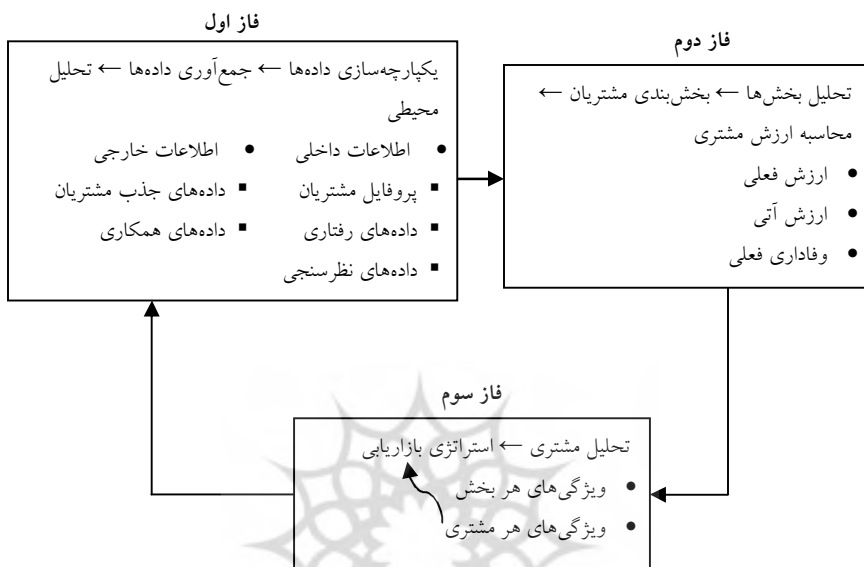 فاز اول
یکپارچه‌سازی داده‌ها ← جمع‌آوری داده‌ها ← تحلیل
محیطی
● اطلاعات داخلی ● اطلاعات خارجی
▪ پروفایل مشتریان ▪ داده‌های جذب مشتریان
▪ داده‌های رفتاری ▪ داده‌های همکاری
▪ داده‌های نظرسنجی
فاز دوم
تحلیل بخش‌ها ← بخش‌بندی مشتریان ←
محاسبه ارزش مشتری
● ارزش فعلی
● ارزش آتی
● وفاداری فعلی
فاز سوم
تحلیل مشتری ← استراتژی بازاریابی
● ویژگی‌های هر بخش
● ویژگی‌های هر مشتری